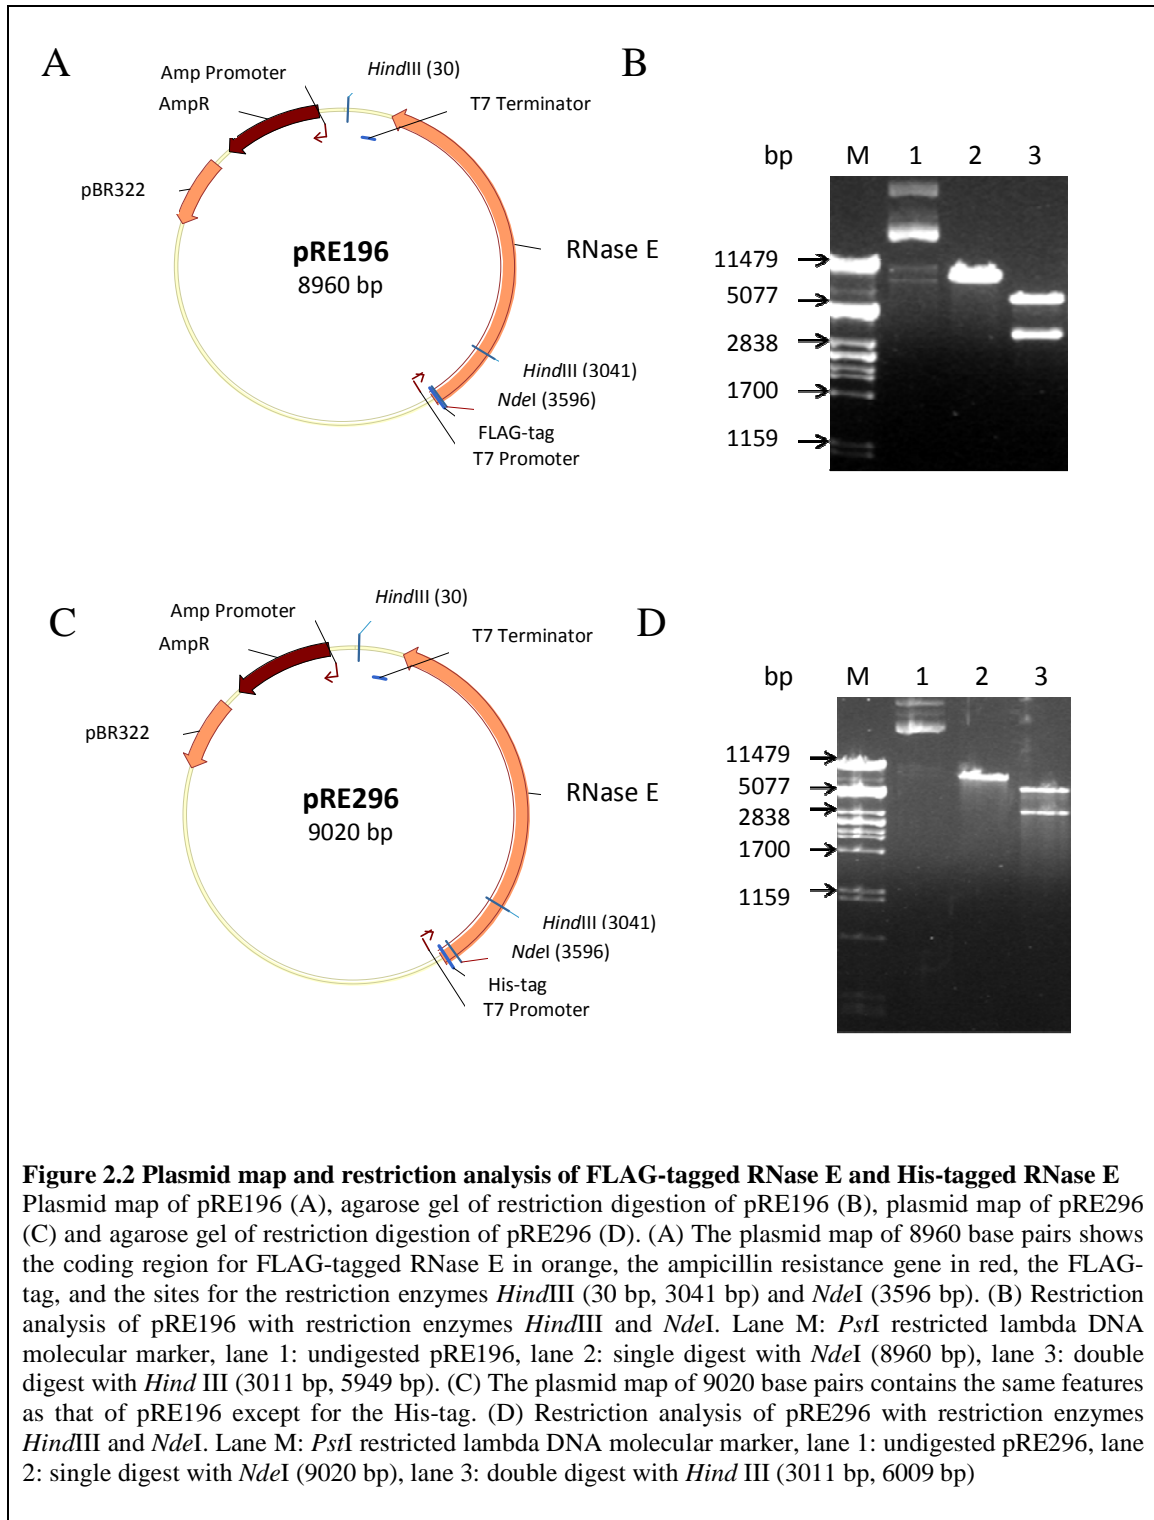 A
Amp Promoter
HindIII (30)
AmpR
T7 Terminator
pBR322
pRE196
8960 bp
RNase E
HindIII (3041)
NdeI (3596)
FLAG-tag
T7 Promoter
B
bp M 1 2 3
11479
5077
2838
1700
1159
C
Amp Promoter
HindIII (30)
AmpR
T7 Terminator
pBR322
pRE296
9020 bp
RNase E
HindIII (3041)
NdeI (3596)
His-tag
T7 Promoter
D
bp M 1 2 3
11479
5077
2838
1700
1159
Figure 2.2 Plasmid map and restriction analysis of FLAG-tagged RNase E and His-tagged RNase E
Plasmid map of pRE196 (A), agarose gel of restriction digestion of pRE196 (B), plasmid map of pRE296
(C) and agarose gel of restriction digestion of pRE296 (D). (A) The plasmid map of 8960 base pairs shows
the coding region for FLAG-tagged RNase E in orange, the ampicillin resistance gene in red, the FLAG-
tag, and the sites for the restriction enzymes HindIII (30 bp, 3041 bp) and NdeI (3596 bp). (B) Restriction
analysis of pRE196 with restriction enzymes HindIII and NdeI. Lane M: PstI restricted lambda DNA
molecular marker, lane 1: undigested pRE196, lane 2: single digest with NdeI (8960 bp), lane 3: double
digest with Hind III (3011 bp, 5949 bp). (C) The plasmid map of 9020 base pairs contains the same features
as that of pRE196 except for the His-tag. (D) Restriction analysis of pRE296 with restriction enzymes
HindIII and NdeI. Lane M: PstI restricted lambda DNA molecular marker, lane 1: undigested pRE296, lane
2: single digest with NdeI (9020 bp), lane 3: double digest with Hind III (3011 bp, 6009 bp)